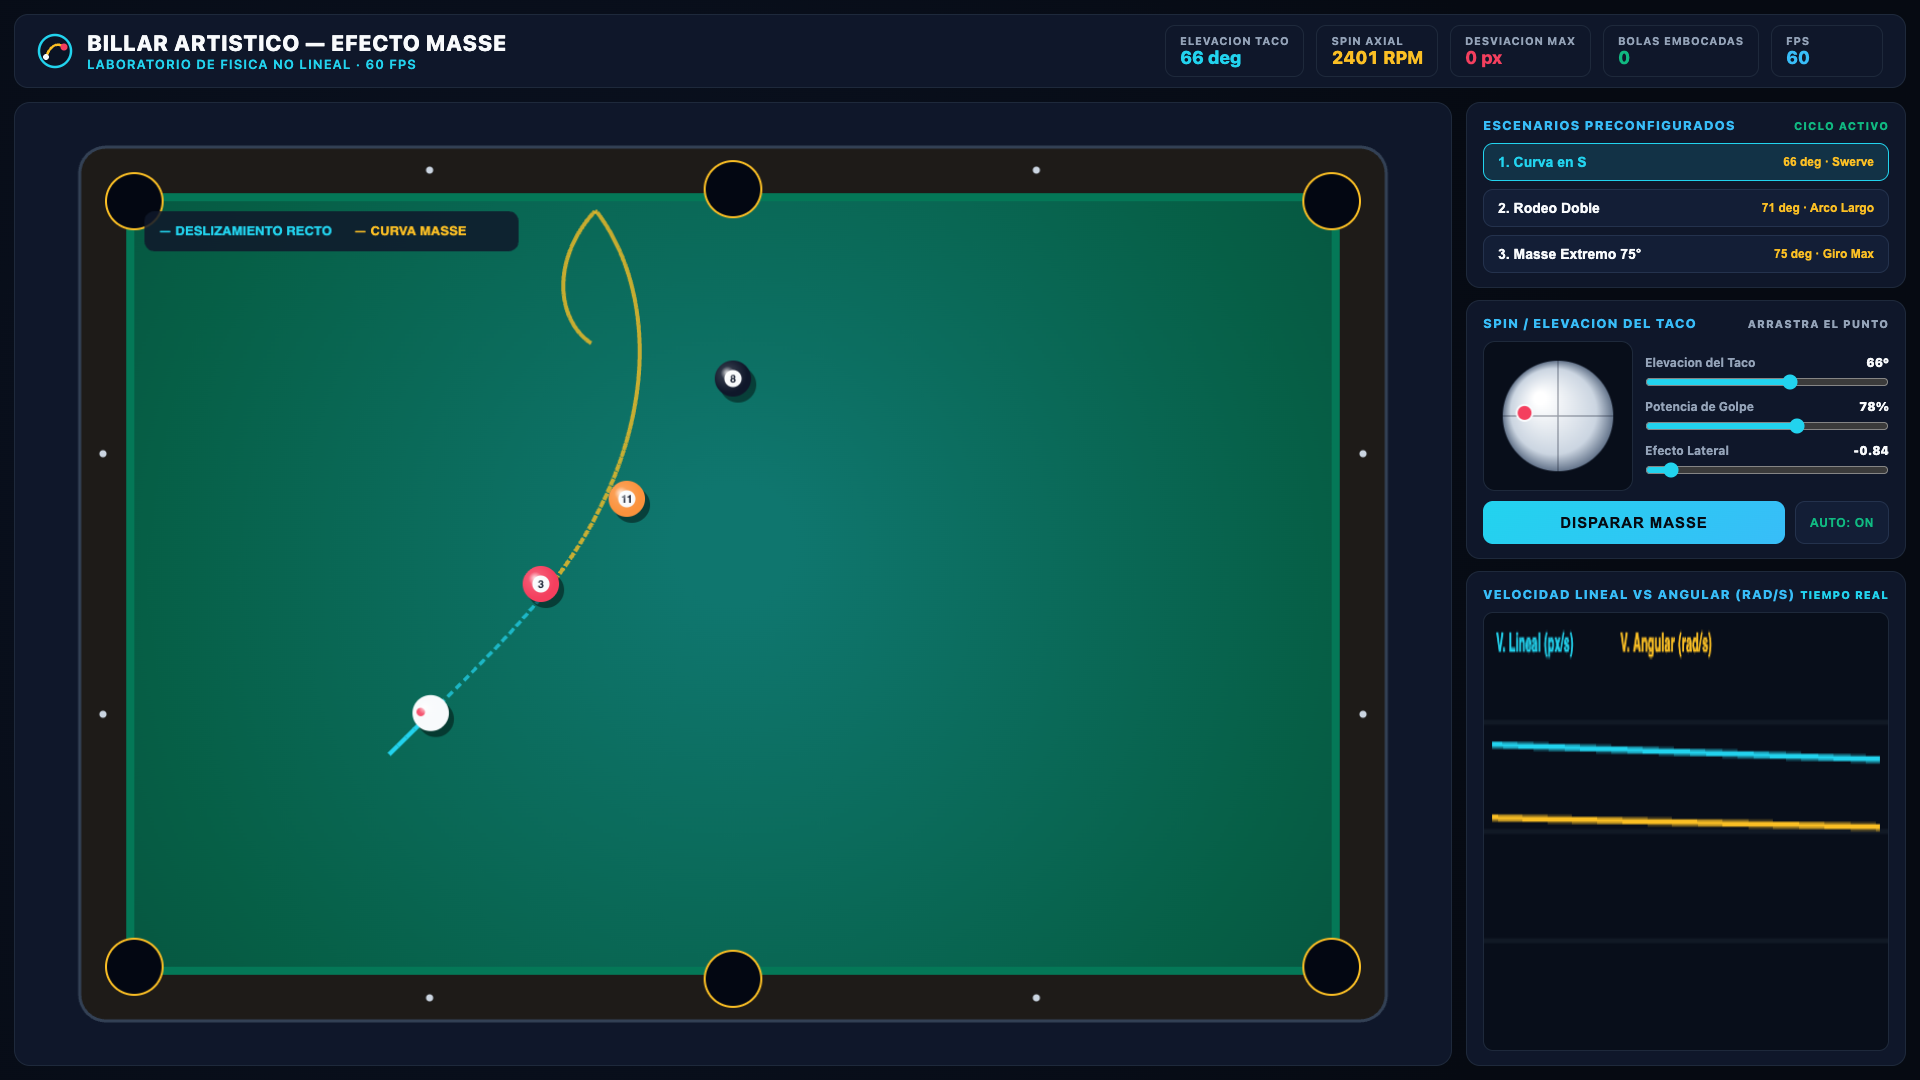 BILLAR ARTISTICO — EFECTO MASSE
LABORATORIO DE FISICA NO LINEAL · 60 FPS
ELEVACION TACO
66 deg
SPIN AXIAL
2401 RPM
DESVIACION MAX
0 px
BOLAS EMBOCADAS
0
FPS
60
— DESLIZAMIENTO RECTO — CURVA MASSE
8
11
3
ESCENARIOS PRECONFIGURADOS CICLO ACTIVO
1. Curva en S 66 deg · Swerve
2. Rodeo Doble 71 deg · Arco Largo
3. Masse Extremo 75° 75 deg · Giro Max
SPIN / ELEVACION DEL TACO ARRASTRA EL PUNTO
Elevacion del Taco 66°
Potencia de Golpe 78%
Efecto Lateral -0.84
DISPARAR MASSE AUTO: ON
VELOCIDAD LINEAL VS ANGULAR (RAD/S) TIEMPO REAL
V. Lineal (px/s) V. Angular (rad/s)